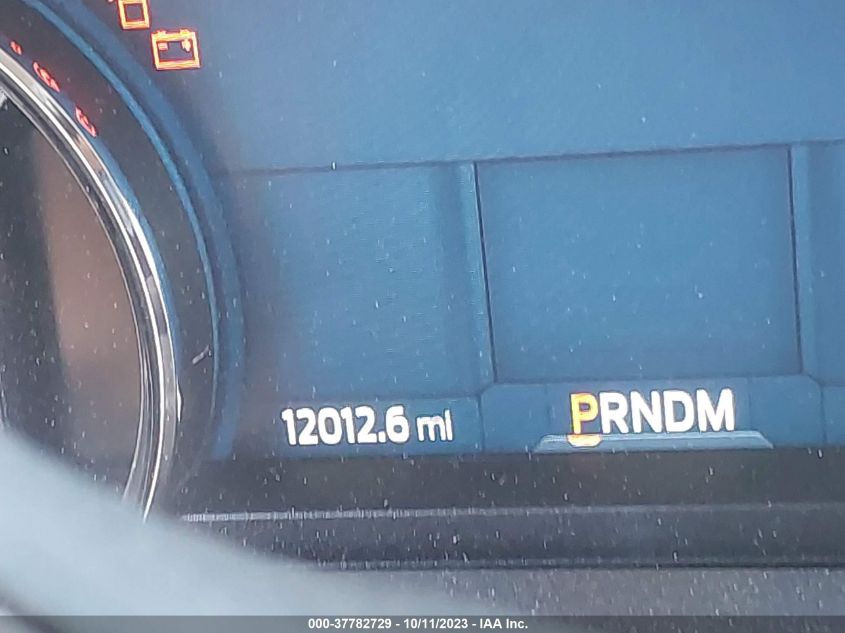 12012.6 mi
PRNDM
000-37782729 - 10/11/2023 - IAA Inc.